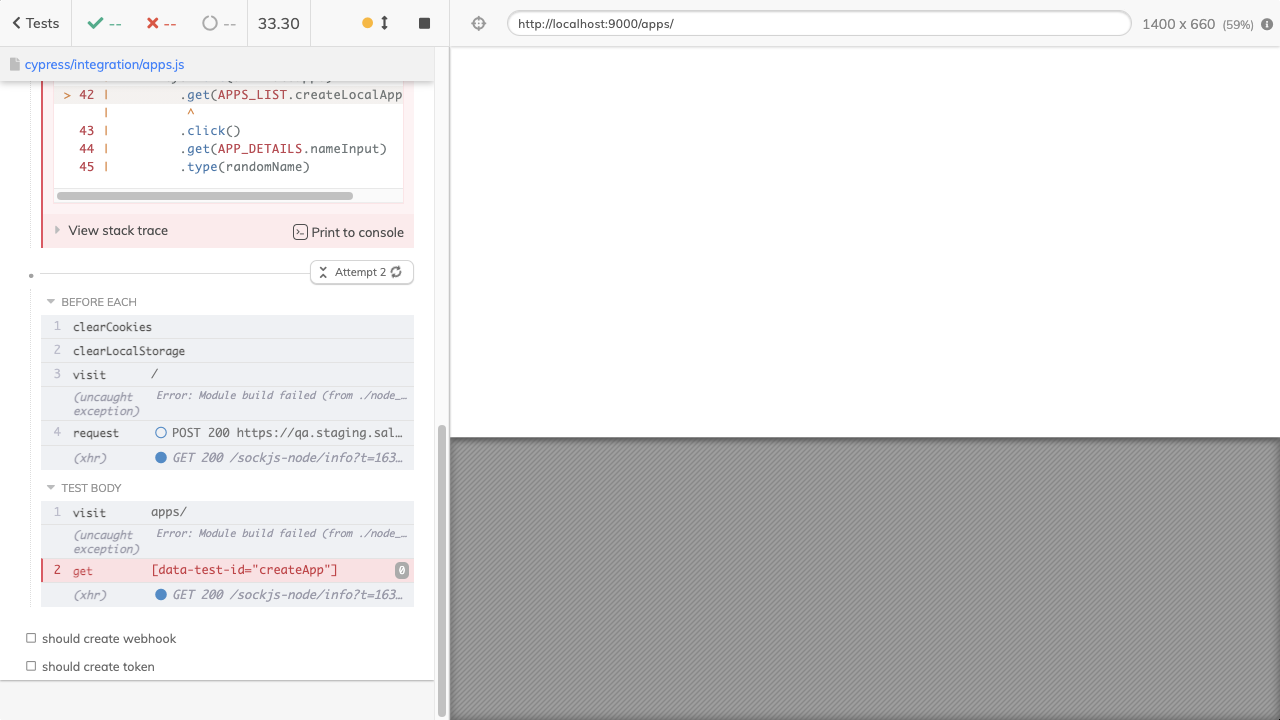 Tests -- -- -- 33.30 http://localhost:9000/apps/ 1400 x 660 (59%)
cypress/integration/apps.js
> 42 | .get(APPS_LIST.createLocalApp
| ^
43 | .click()
44 | .get(APP_DETAILS.nameInput)
45 | .type(randomName)
View stack trace Print to console
Attempt 2
BEFORE EACH
1 clearCookies
2 clearLocalStorage
3 visit /
(uncaught exception) Error: Module build failed (from ./node_…
4 request POST 200 https://qa.staging.sal…
(xhr) GET 200 /sockjs-node/info?t=163…
TEST BODY
1 visit apps/
(uncaught exception) Error: Module build failed (from ./node_…
2 get [data-test-id="createApp"] 0
(xhr) GET 200 /sockjs-node/info?t=163…
should create webhook
should create token